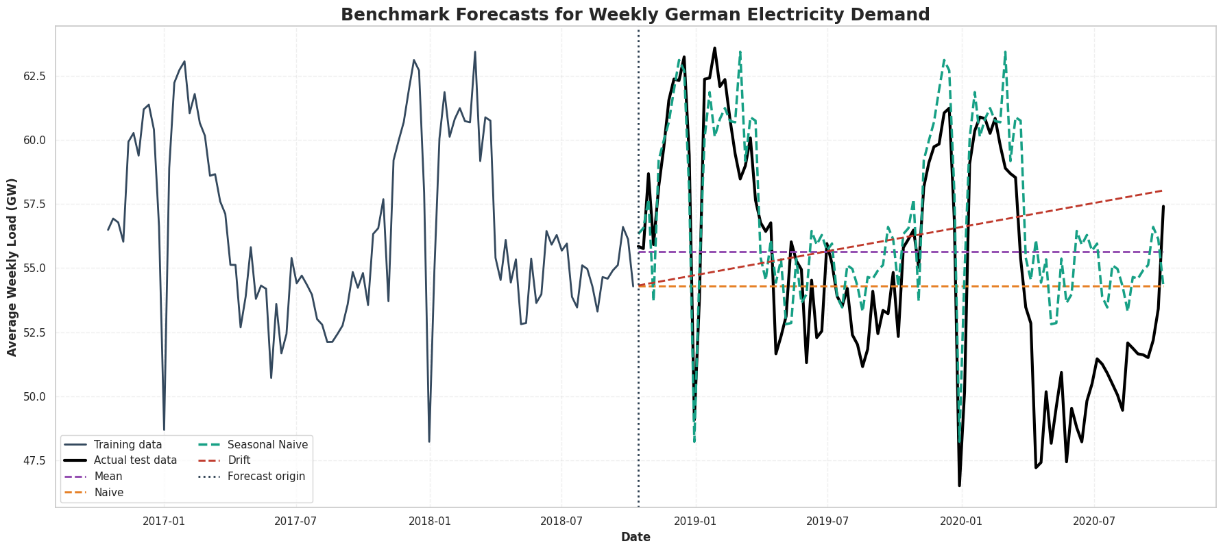 Benchmark Forecasts for Weekly German Electricity Demand
Average Weekly Load (GW)
62.5
60.0
57.5
55.0
52.5
50.0
47.5
Training data
Actual test data
Mean
Naive
Seasonal Naive
Drift
Forecast origin
2017-01
2017-07
2018-01
2018-07
2019-01
2019-07
2020-01
2020-07
Date